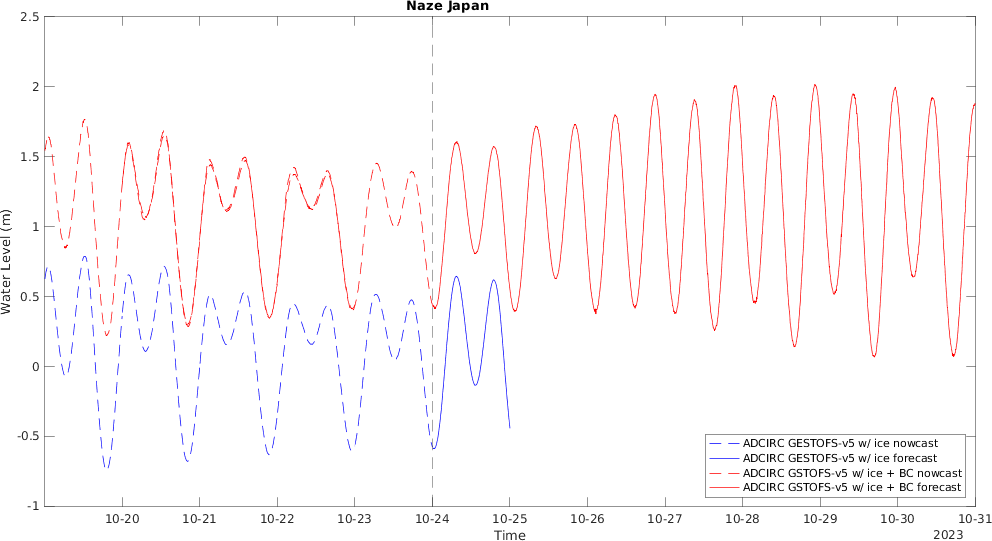 Naze Japan
2.5
2
1.5
1
0.5
0
-0.5
-1
Water Level (m)
10-20 10-21 10-22 10-23 10-24 10-25 10-26 10-27 10-28 10-29 10-30 10-31
Time
2023
ADCIRC GESTOFS-v5 w/ ice nowcast
ADCIRC GESTOFS-v5 w/ ice forecast
ADCIRC GSTOFS-v5 w/ ice + BC nowcast
ADCIRC GSTOFS-v5 w/ ice + BC forecast